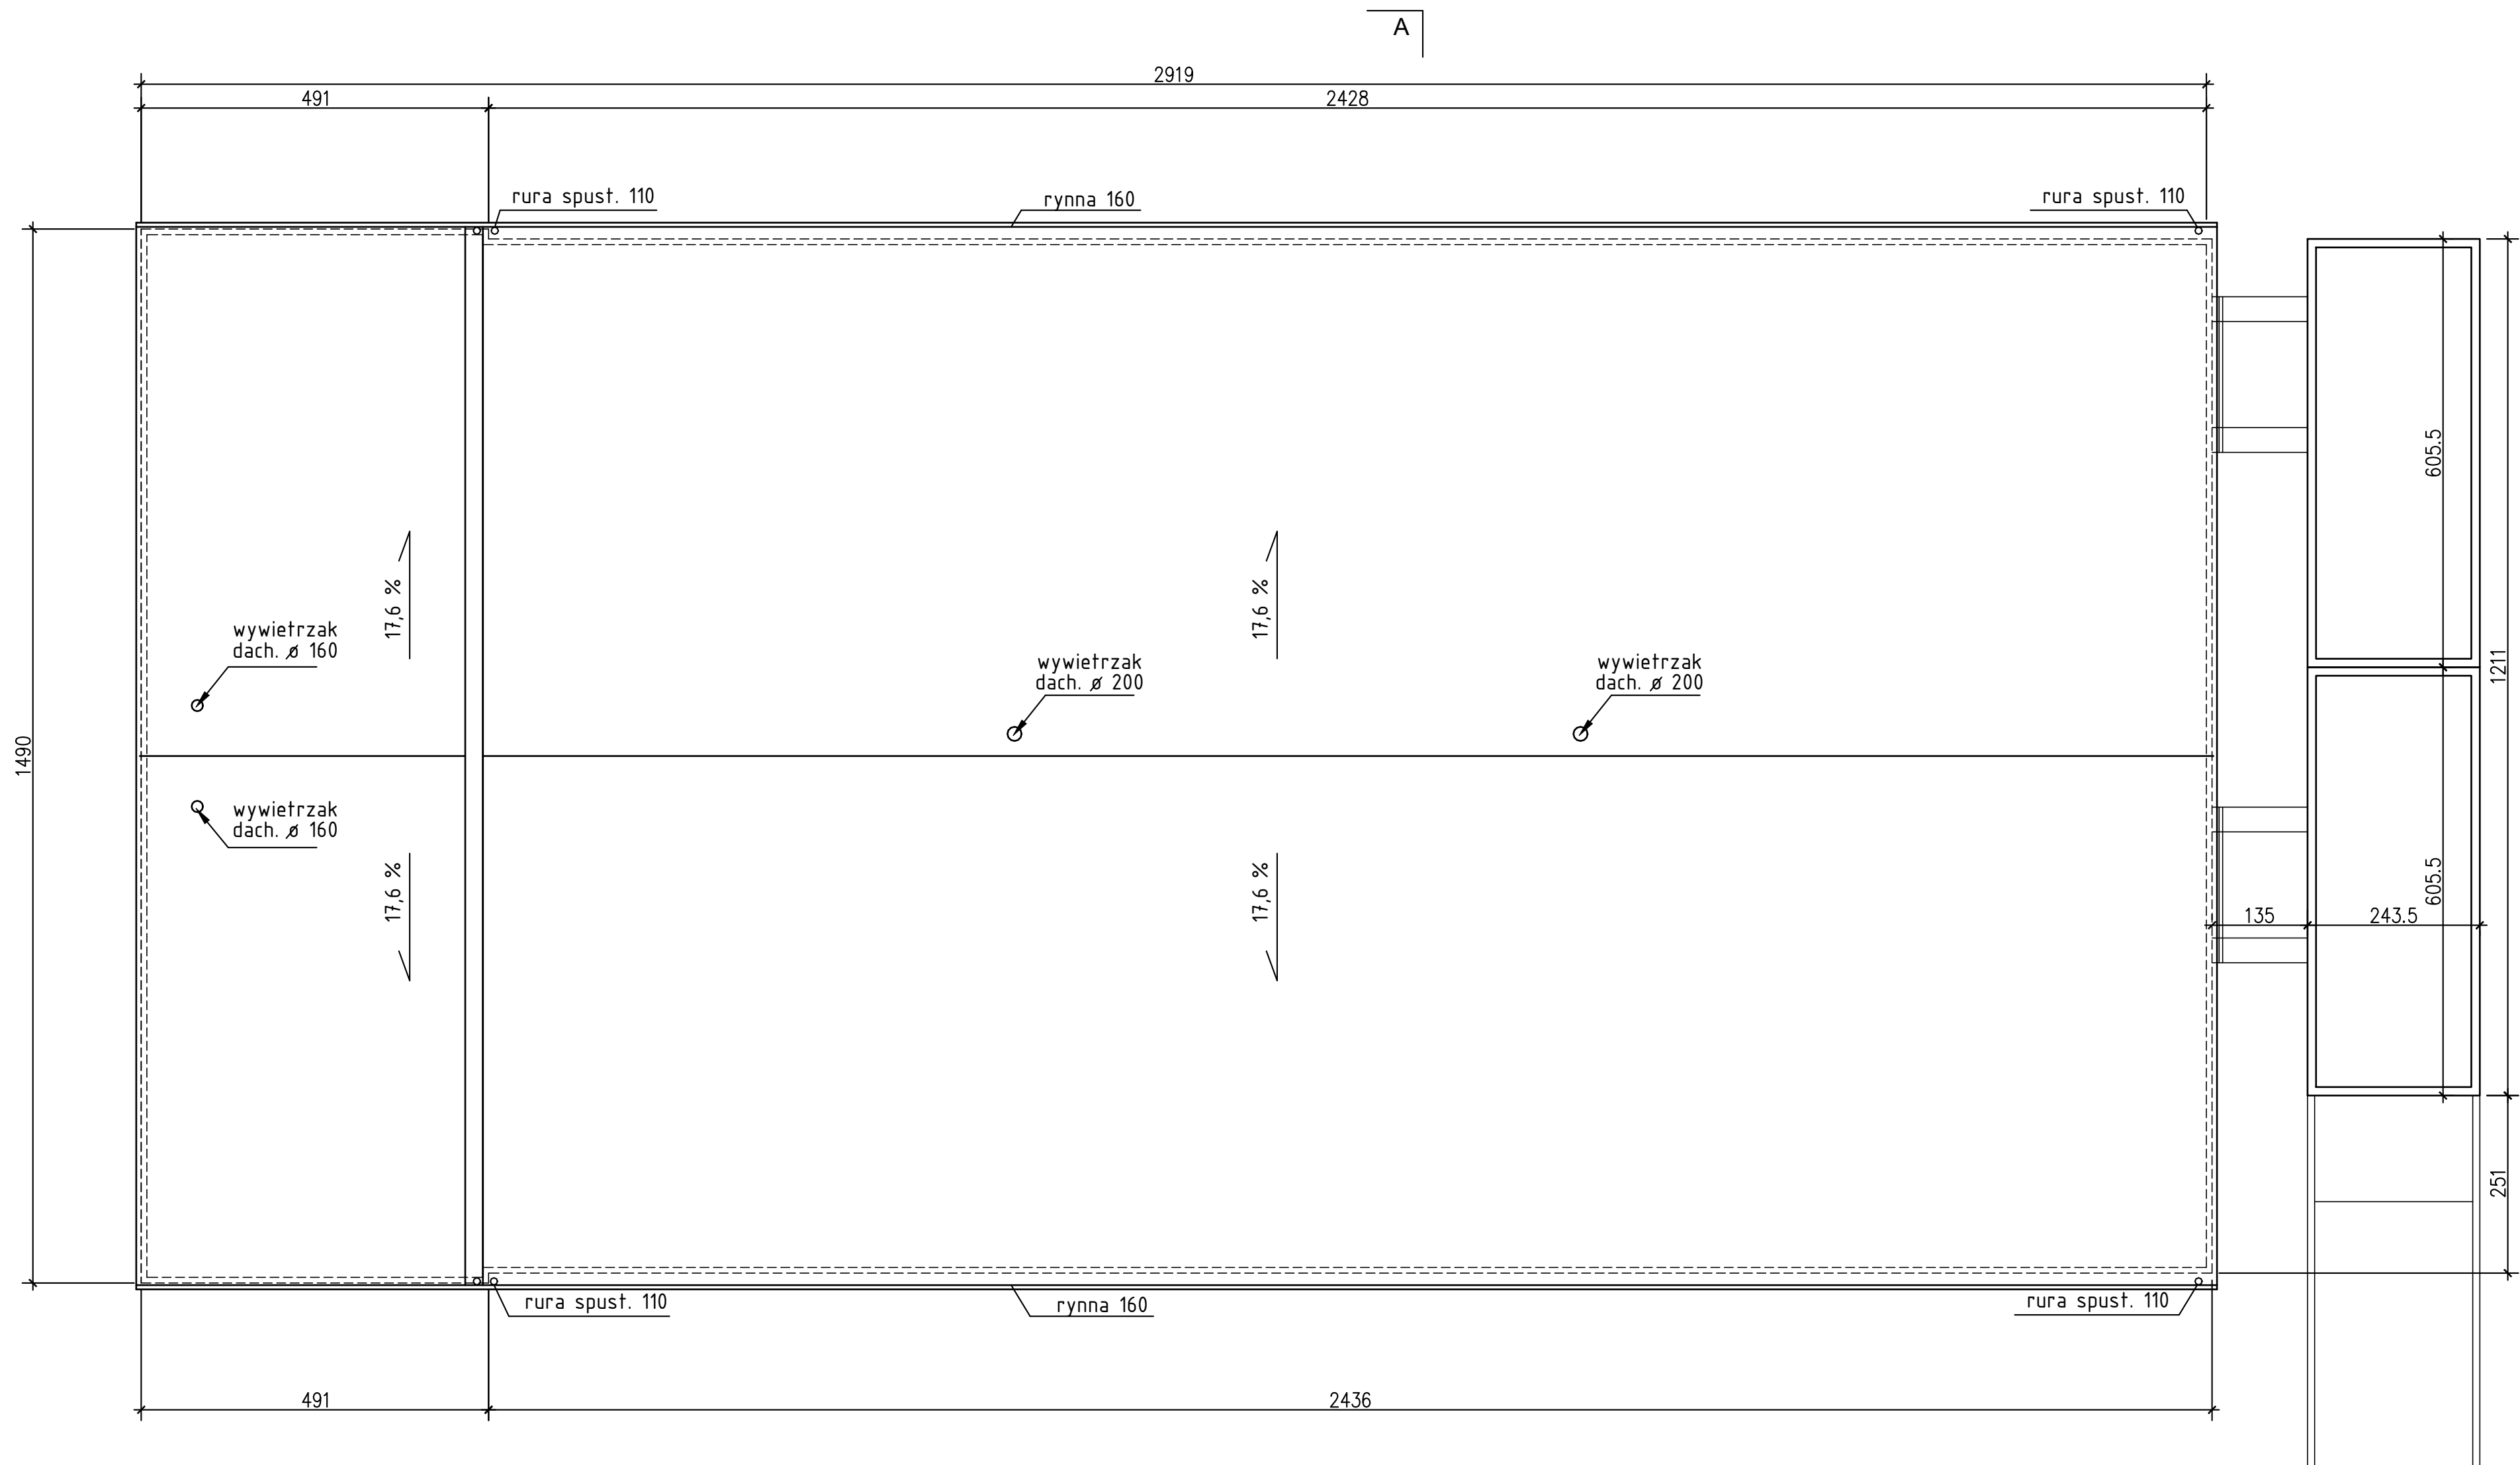 A
2919
491
2428
rura spust. 110
rynna 160
rura spust. 110
605.5
17,6 %
17,6 %
wywietrzak
dach. ø 160
wywietrzak
dach. ø 200
wywietrzak
dach. ø 200
1211
1490
wywietrzak
dach. ø 160
17,6 %
17,6 %
605.5
135
243.5
251
rura spust. 110
rynna 160
rura spust. 110
491
2436